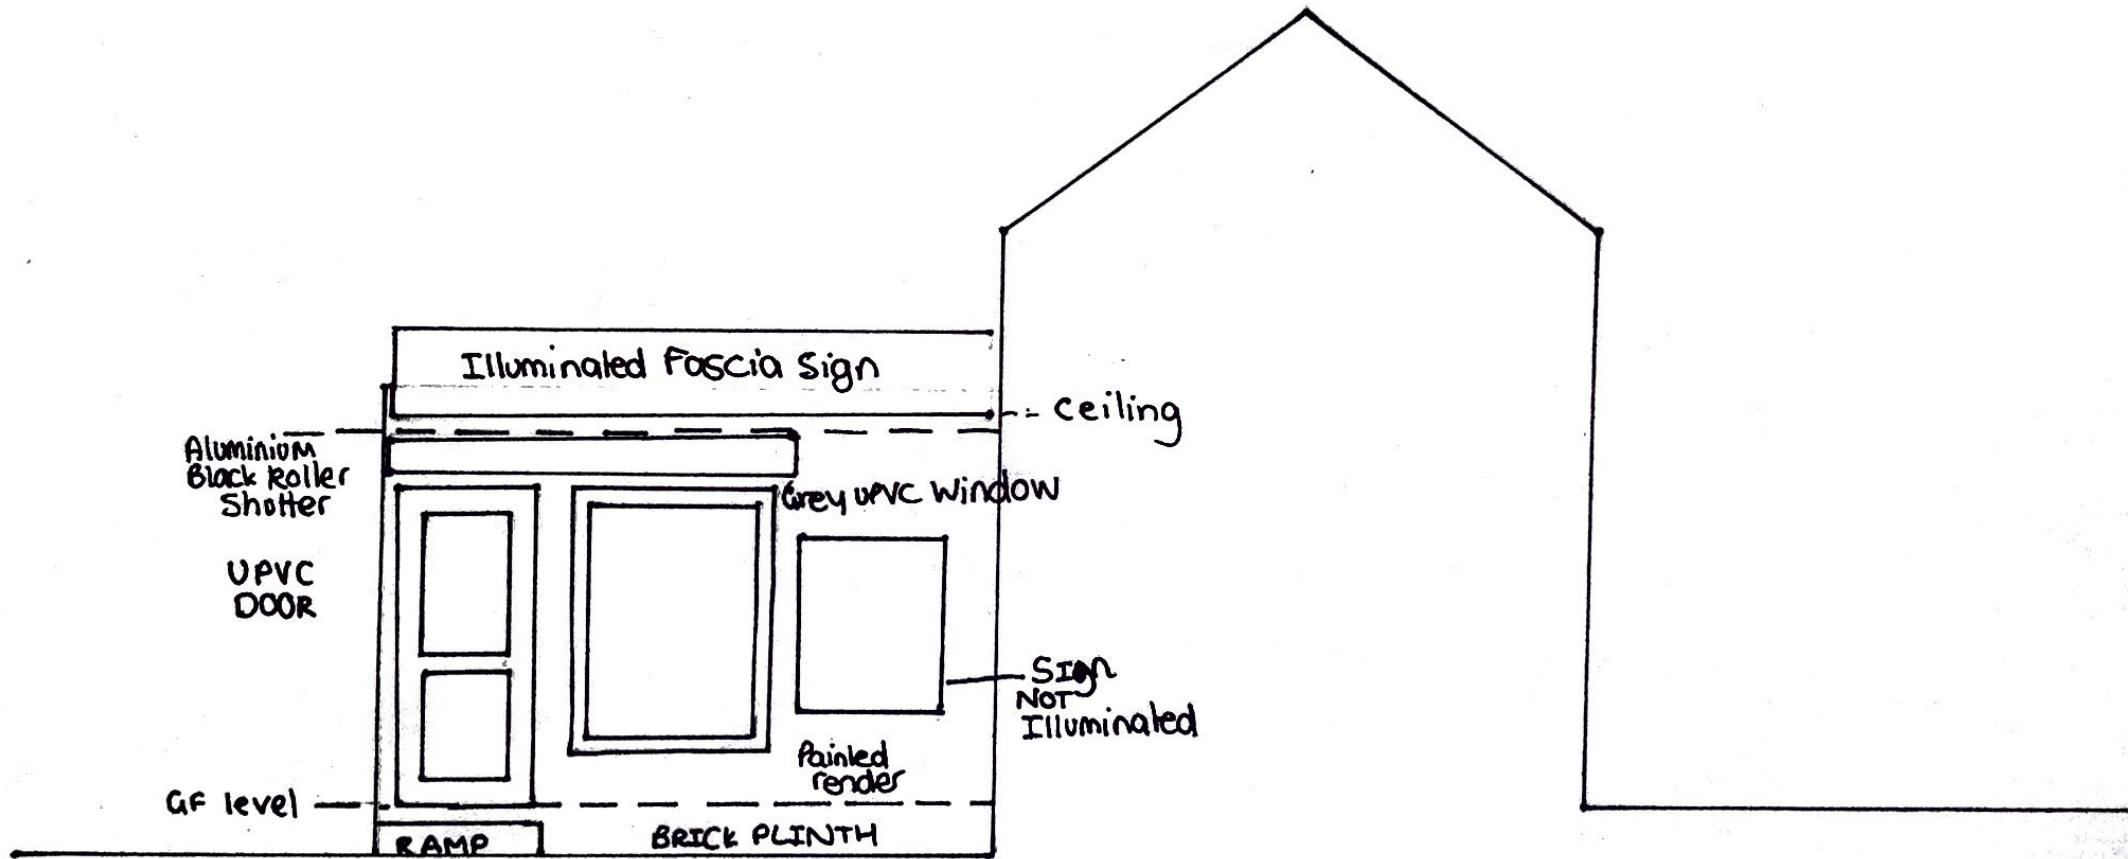 Illuminated Fascia Sign
Ceiling
Aluminium
Black Roller
Shutter
Grey UPVC Window
UPVC
DOOR
Sign
NOT
Illuminated
Painted
render
GF level
BRICK PLINTH
RAMP